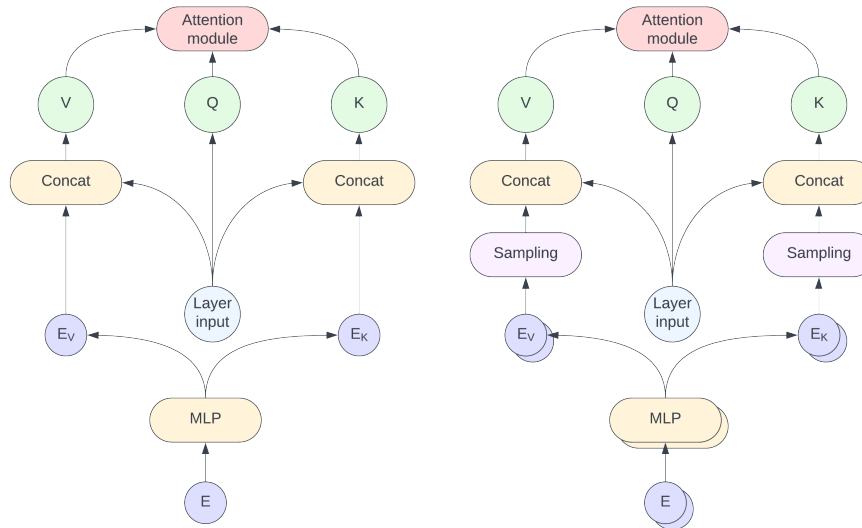 Attention
module
V
Q
K
Concat
Concat
Layer
input
EV
EK
MLP
E
Attention
module
V
Q
K
Concat
Concat
Sampling
Sampling
Layer
input
EV
EK
MLP
E